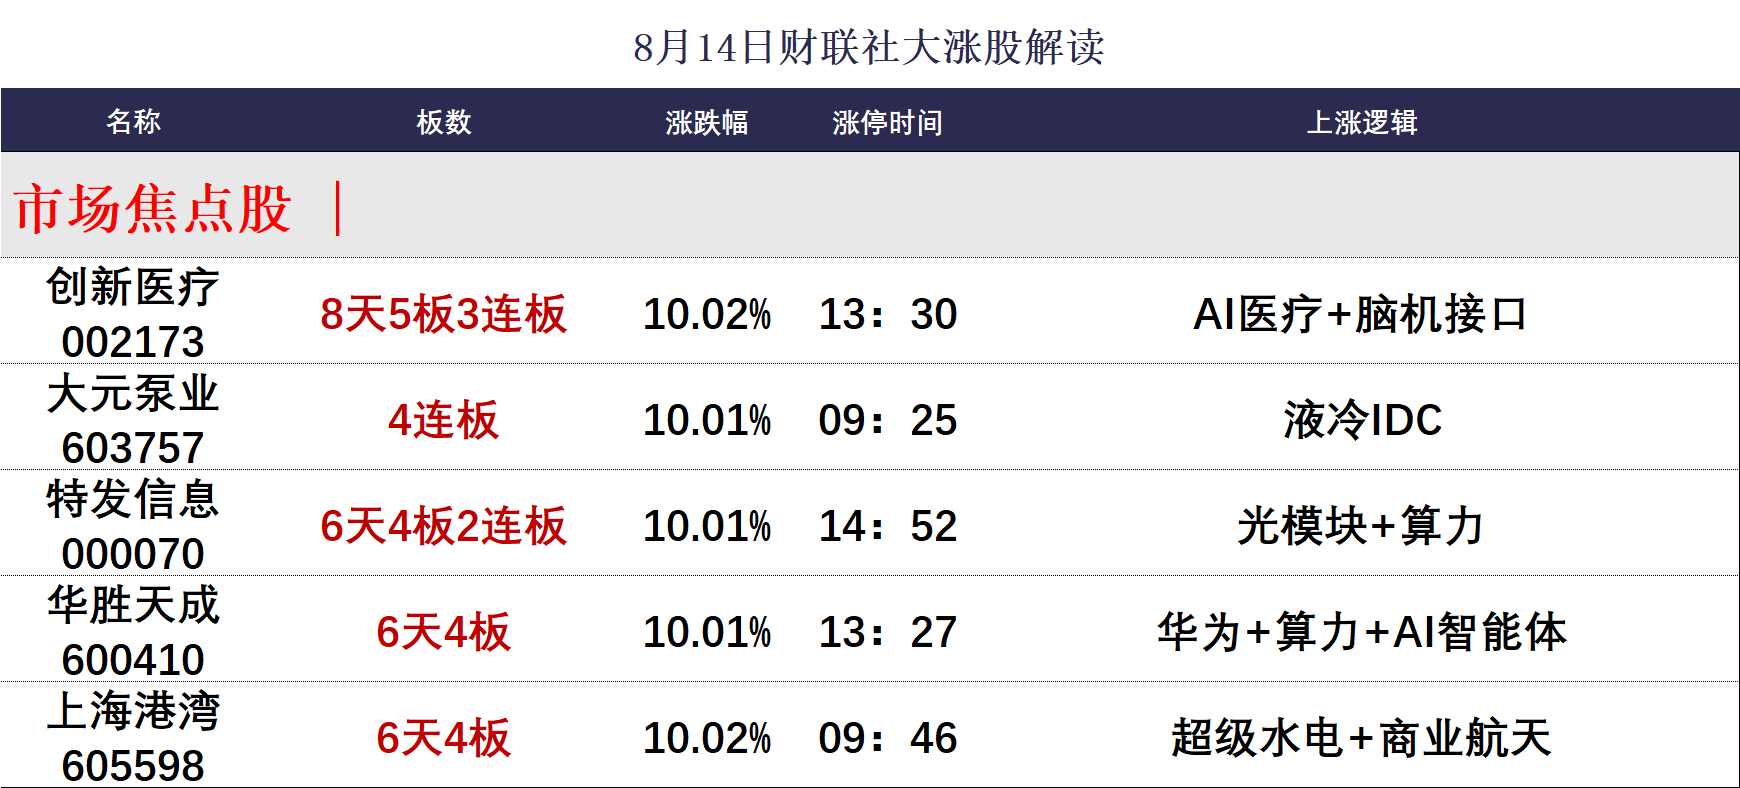 8月14日财联社大涨股解读
名称 板数 涨跌幅 涨停时间 上涨逻辑
市场焦点股 |
创新医疗
002173 8天5板3连板 10.02% 13：30 AI医疗+脑机接口
大元泵业
603757 4连板 10.01% 09：25 液冷IDC
特发信息
000070 6天4板2连板 10.01% 14：52 光模块+算力
华胜天成
600410 6天4板 10.01% 13：27 华为+算力+AI智能体
上海港湾
605598 6天4板 10.02% 09：46 超级水电+商业航天